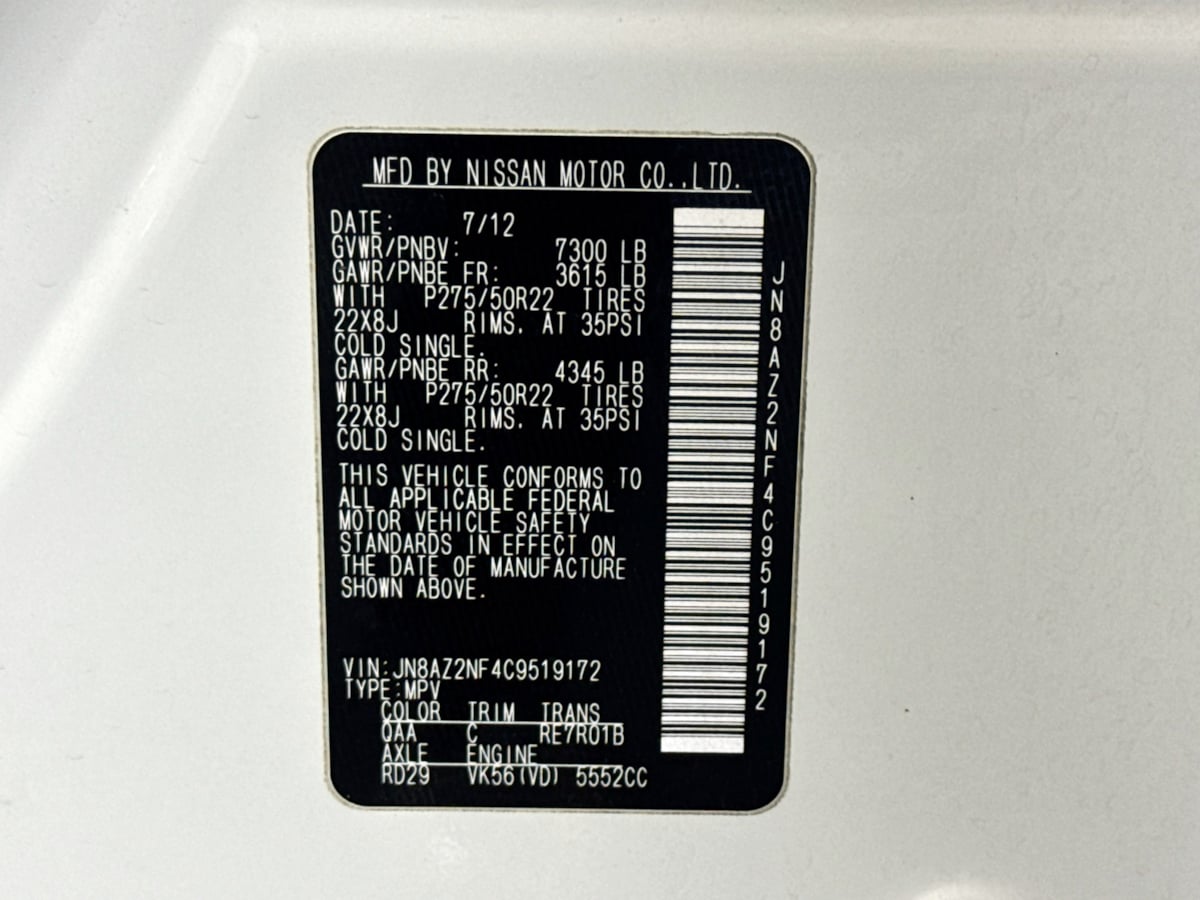 MFD BY NISSAN MOTOR CO.,LTD.
DATE: 7/12
GVWR/PNBV: 7300 LB
GAWR/PNBE FR: 3615 LB
WITH P275/50R22 TIRES
22X8J RIMS. AT 35PSI
COLD SINGLE.
GAWR/PNBE RR: 4345 LB
WITH P275/50R22 TIRES
22X8J RIMS. AT 35PSI
COLD SINGLE.
THIS VEHICLE CONFORMS TO
ALL APPLICABLE FEDERAL
MOTOR VEHICLE SAFETY
STANDARDS IN EFFECT ON
THE DATE OF MANUFACTURE
SHOWN ABOVE.
VIN:JN8AZ2NF4C9519172
TYPE:MPV
COLOR TRIM TRANS
QAA C RE7R01B
AXLE ENGINE
RD29 VK56(VD) 5552CC
JN8AZ2NF4C9519172